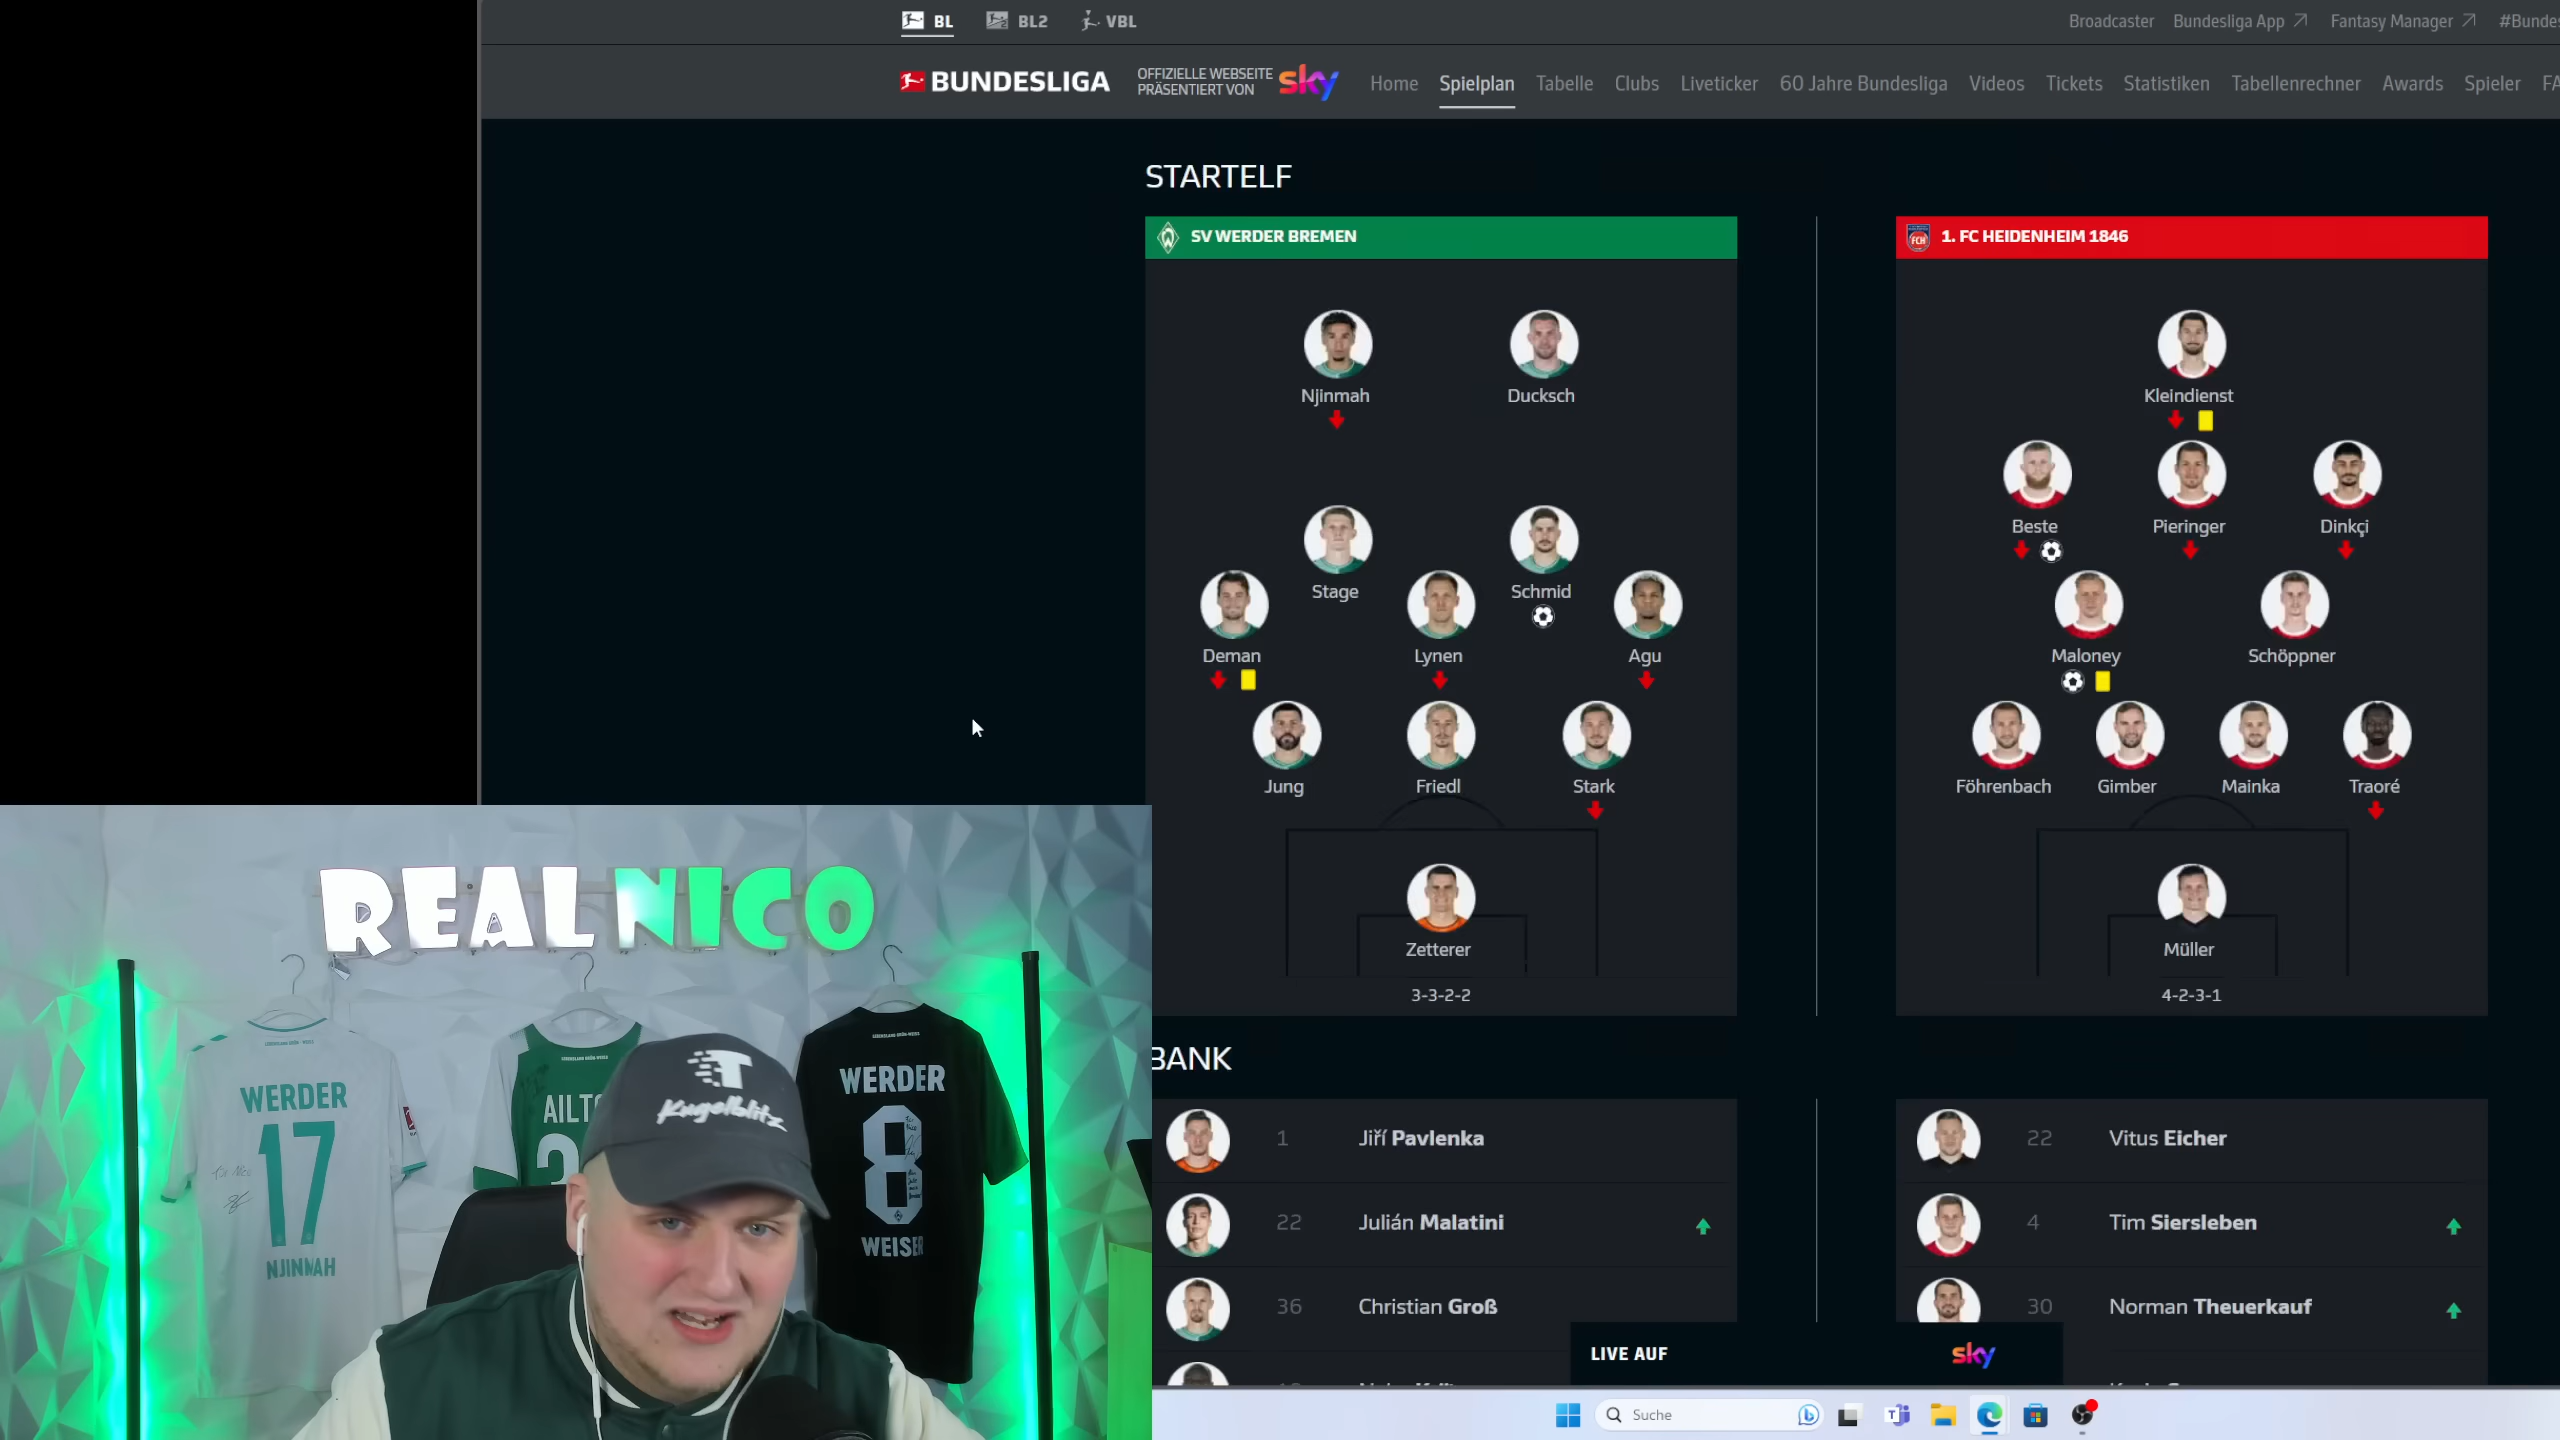 BL BL2 VBL
Broadcaster Bundesliga App Fantasy Manager
BUNDESLIGA
OFFIZIELLE WEBSEITE
PRÄSENTIERT VON
sky
Home Spielplan Tabelle Clubs Liveticker 60 Jahre Bundesliga Videos Tickets Statistiken Tabellenrechner Awards Spieler
STARTELF
SV WERDER BREMEN
Njinmah Ducksch
Stage Schmid
Deman Lynen Agu
Jung Friedl Stark
Zetterer
3-3-2-2
1. FC HEIDENHEIM 1846
FCH
Kleindienst
Beste Pieringer Dinkçi
Maloney Schöppner
Föhrenbach Gimber Mainka Traoré
Müller
4-2-3-1
BANK
1 Jiří Pavlenka
22 Julián Malatini
36 Christian Groß
22 Vitus Eicher
4 Tim Siersleben
30 Norman Theuerkauf
LIVE AUF sky
Suche
REALNICO
WERDER
17
NJINMAH
WERDER
8
WEISER
T
Kugelblitz